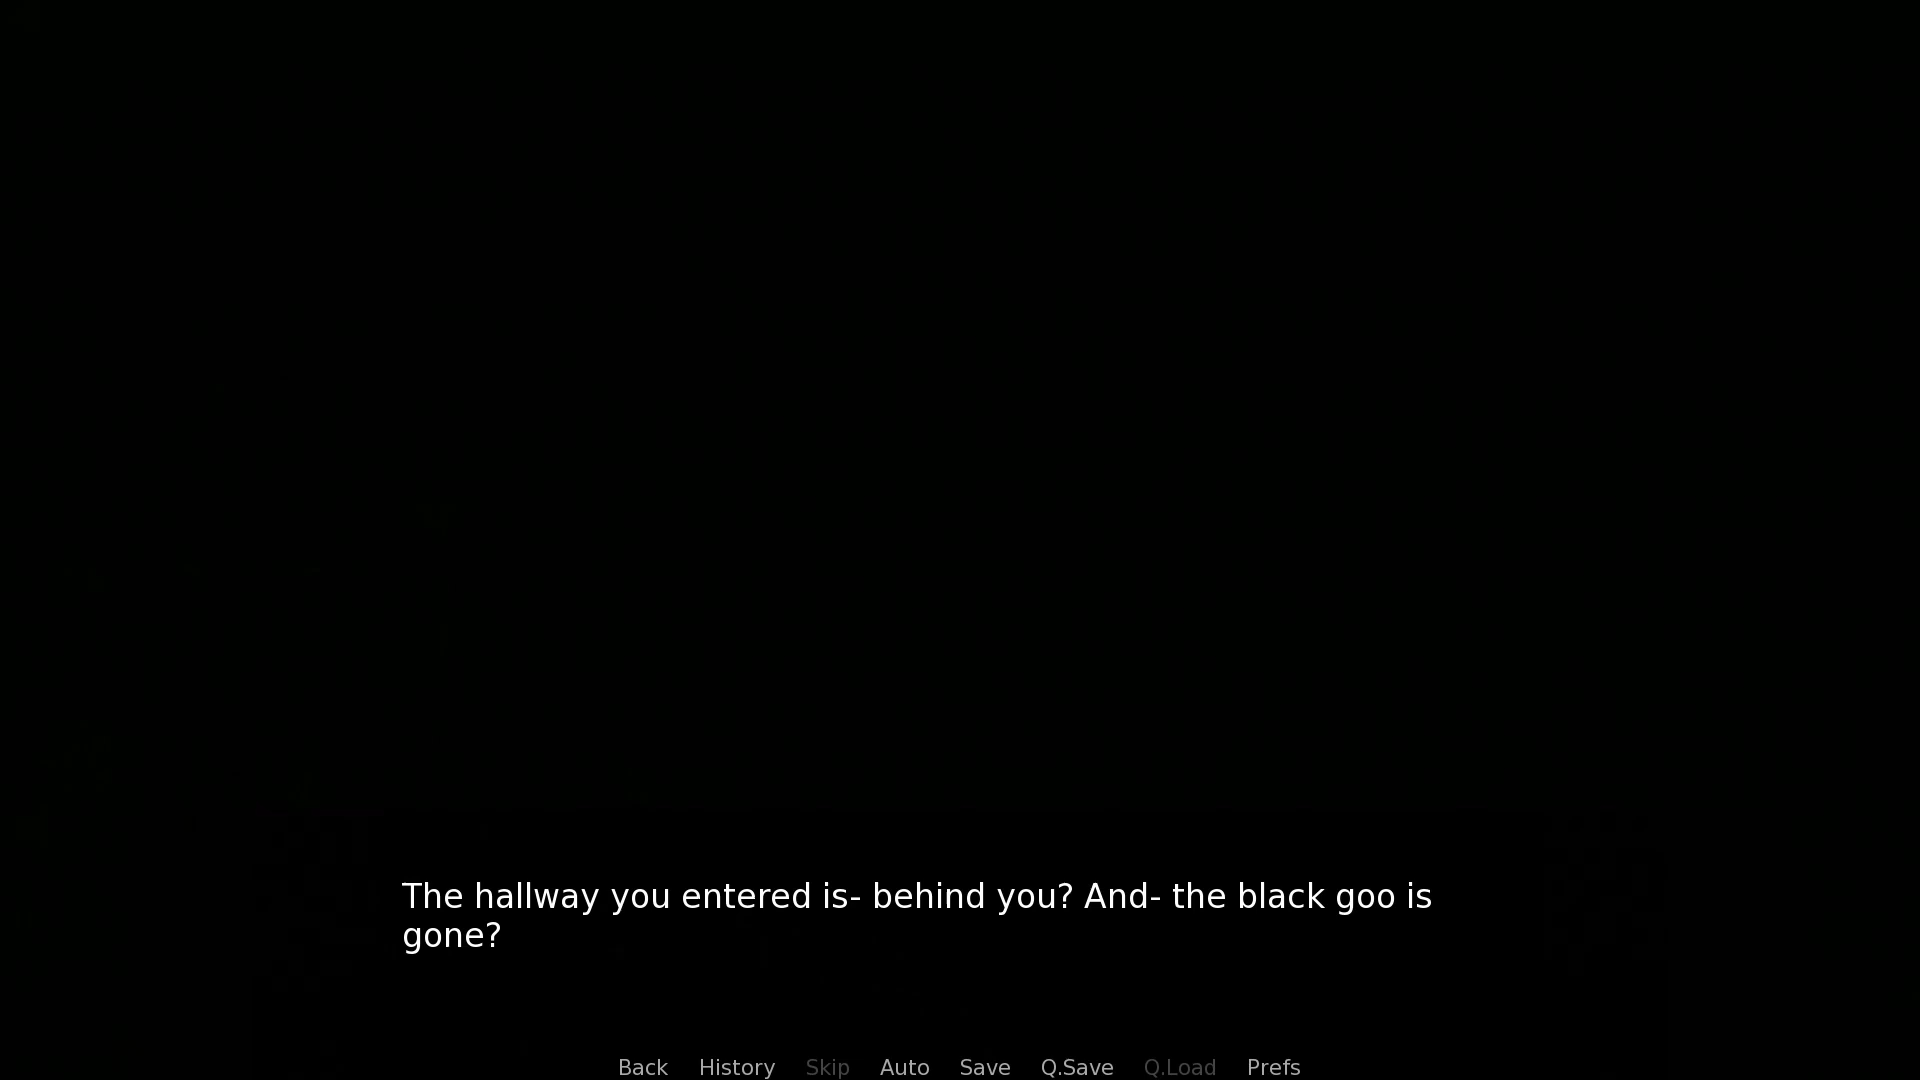 The hallway you entered is- behind you? And- the black goo is
gone?
Back History Skip Auto Save Q.Save Q.Load Prefs